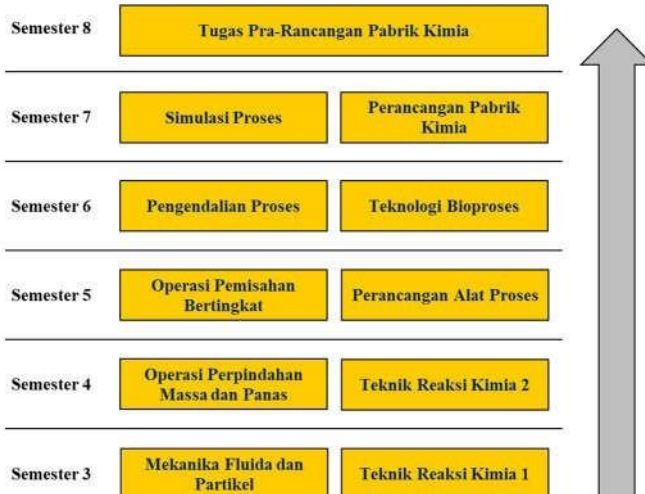 Semester 8
Tugas Pra-Rancangan Pabrik Kimia
Semester 7
Simulasi Proses
Perancangan Pabrik
Kimia
Semester 6
Pengendalian Proses
Teknologi Bioproses
Semester 5
Operasi Pemisahan
Bertingkat
Perancangan Alat Proses
Semester 4
Operasi Perpindahan
Massa dan Panas
Teknik Reaksi Kimia 2
Semester 3
Mekanika Fluida dan
Partikel
Teknik Reaksi Kimia 1